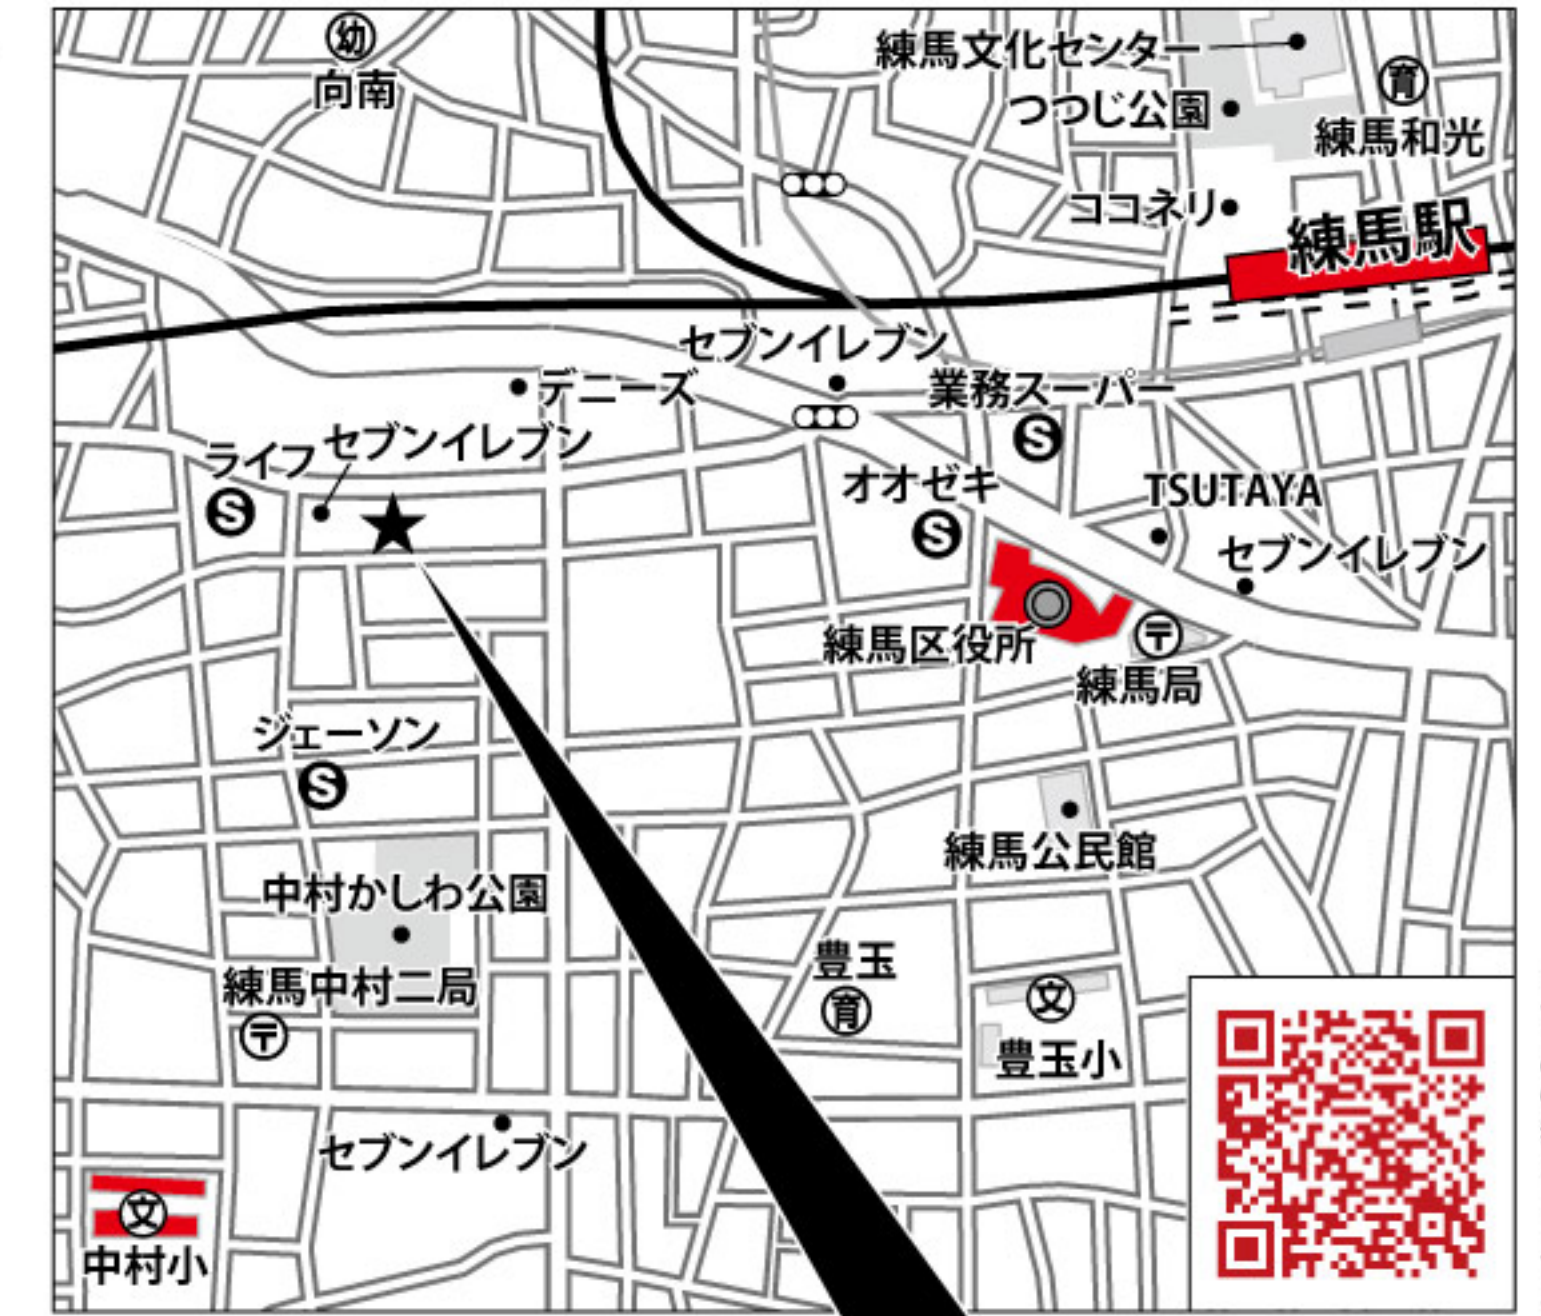 幼
向南
練馬文化センター
つつじ公園
育
練馬和光
ココネリ
練馬駅
セブンイレブン
デニーズ
業務スーパー
S
ライフ
S
セブンイレブン
オオゼキ
S
TSUTAYA
セブンイレブン
練馬区役所
〒
練馬局
ジェーソン
S
練馬公民館
中村かしわ公園
練馬中村二局
〒
豊玉
育
文
豊玉小
セブンイレブン
文
中村小